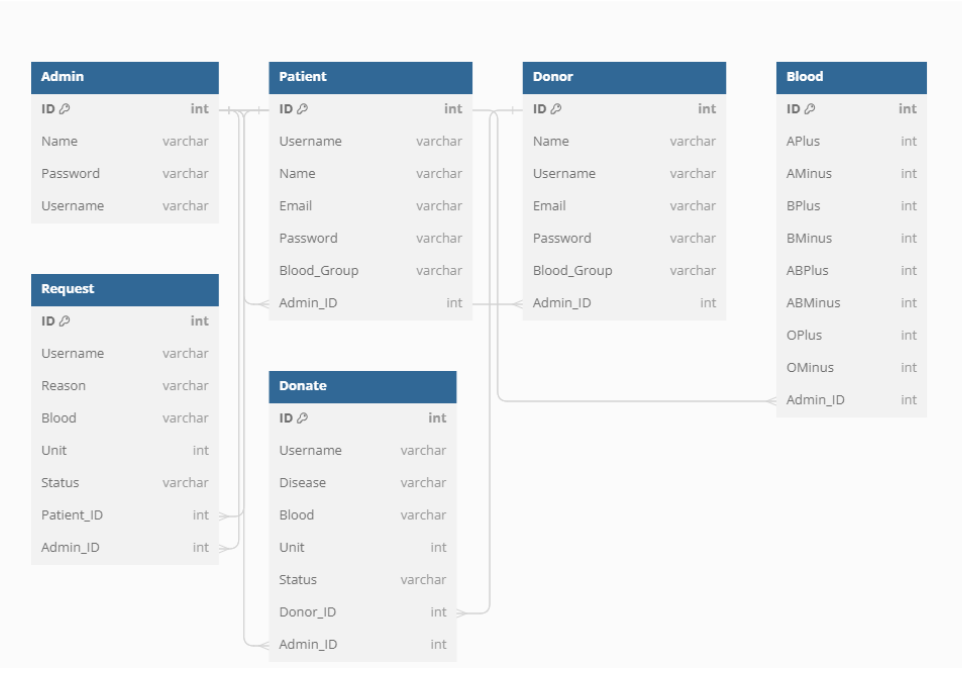 Admin
ID int
Name varchar
Password varchar
Username varchar
Patient
ID int
Username varchar
Name varchar
Email varchar
Password varchar
Blood_Group varchar
Admin_ID int
Donor
ID int
Name varchar
Username varchar
Email varchar
Password varchar
Blood_Group varchar
Admin_ID int
Blood
ID int
APlus int
AMinus int
BPlus int
BMinus int
ABPlus int
ABMinus int
OPlus int
OMinus int
Admin_ID int
Request
ID int
Username varchar
Reason varchar
Blood varchar
Unit int
Status varchar
Patient_ID int
Admin_ID int
Donate
ID int
Username varchar
Disease varchar
Blood varchar
Unit int
Status varchar
Donor_ID int
Admin_ID int